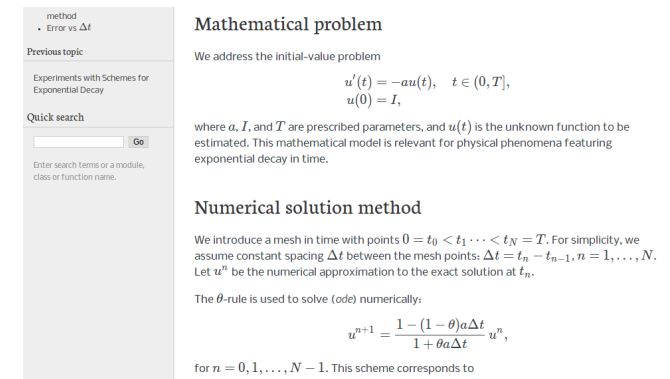 method
• Error vs Δt
Previous topic
Experiments with Schemes for
Exponential Decay
Quick search
Go
Enter search terms or a module,
class or function name.
Mathematical problem
We address the initial-value problem
u′(t) = −au(t), t ∈ (0, T],
u(0) = I,
where a, I, and T are prescribed parameters, and u(t) is the unknown function to be
estimated. This mathematical model is relevant for physical phenomena featuring
exponential decay in time.
Numerical solution method
We introduce a mesh in time with points 0 = t₀ < t₁ ⋯ < t_N = T. For simplicity, we
assume constant spacing Δt between the mesh points: Δt = tₙ − tₙ₋₁, n = 1, …, N.
Let uⁿ be the numerical approximation to the exact solution at tₙ.
The θ-rule is used to solve (ode) numerically:
uⁿ⁺¹ = (1 − (1 − θ)aΔt) / (1 + θaΔt) uⁿ,
for n = 0, 1, …, N − 1. This scheme corresponds to